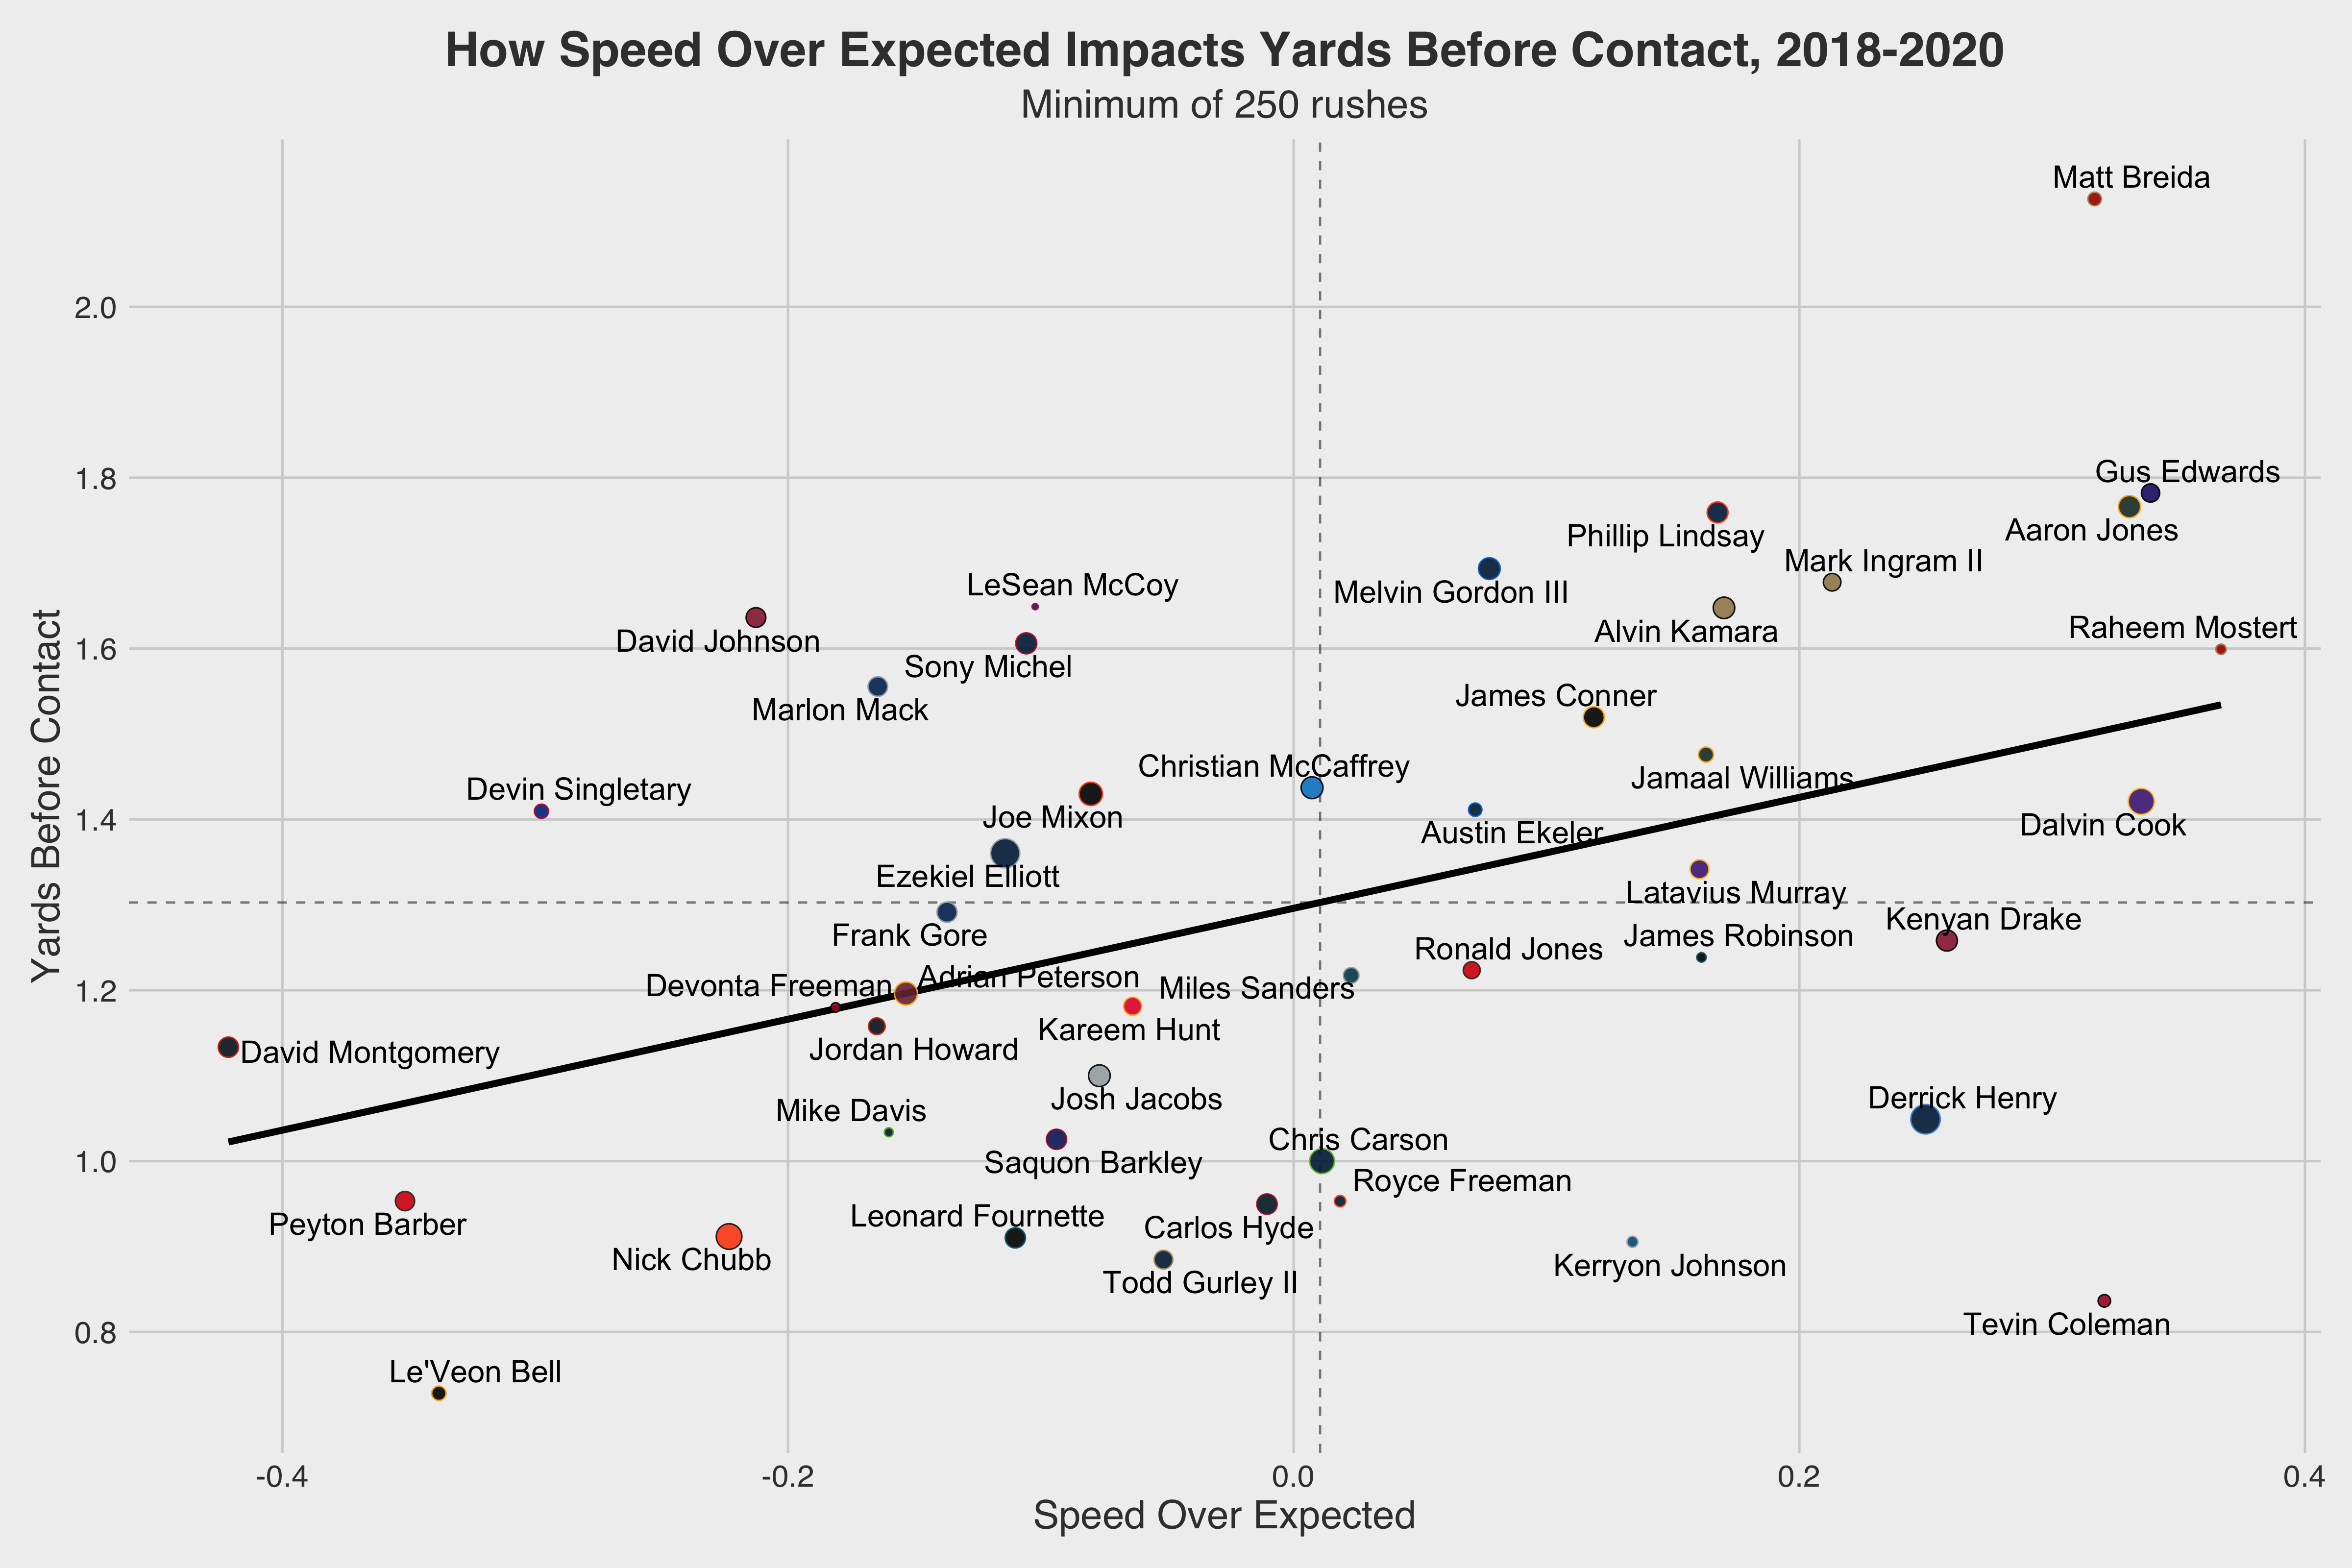 How Speed Over Expected Impacts Yards Before Contact, 2018-2020
Minimum of 250 rushes
Matt Breida
2.0
Gus Edwards
1.8
Aaron Jones
Phillip Lindsay
Mark Ingram II
LeSean McCoy
Melvin Gordon III
Alvin Kamara
Raheem Mostert
David Johnson
1.6
Sony Michel
James Conner
Marlon Mack
Christian McCaffrey
Jamaal Williams
Devin Singletary
Joe Mixon
1.4
Austin Ekeler
Dalvin Cook
Ezekiel Elliott
Latavius Murray
Kenyan Drake
Frank Gore
James Robinson
Ronald Jones
Adrian Peterson
Devonta Freeman
Miles Sanders
1.2
Kareem Hunt
Jordan Howard
David Montgomery
Josh Jacobs
Derrick Henry
Mike Davis
Chris Carson
Saquon Barkley
1.0
Royce Freeman
Leonard Fournette
Carlos Hyde
Peyton Barber
Nick Chubb
Kerryon Johnson
Todd Gurley II
Tevin Coleman
0.8
Le'Veon Bell
Yards Before Contact
-0.4
-0.2
0.0
0.2
0.4
Speed Over Expected